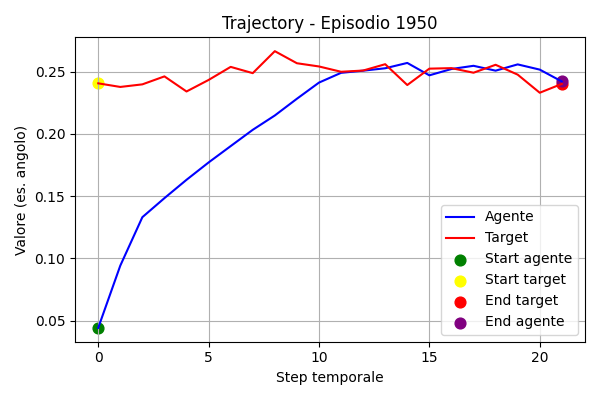 Trajectory - Episodio 1950
Valore (es. angolo)
0.25
0.20
0.15
0.10
0.05
0
5
10
15
20
Step temporale
Agente
Target
Start agente
Start target
End target
End agente